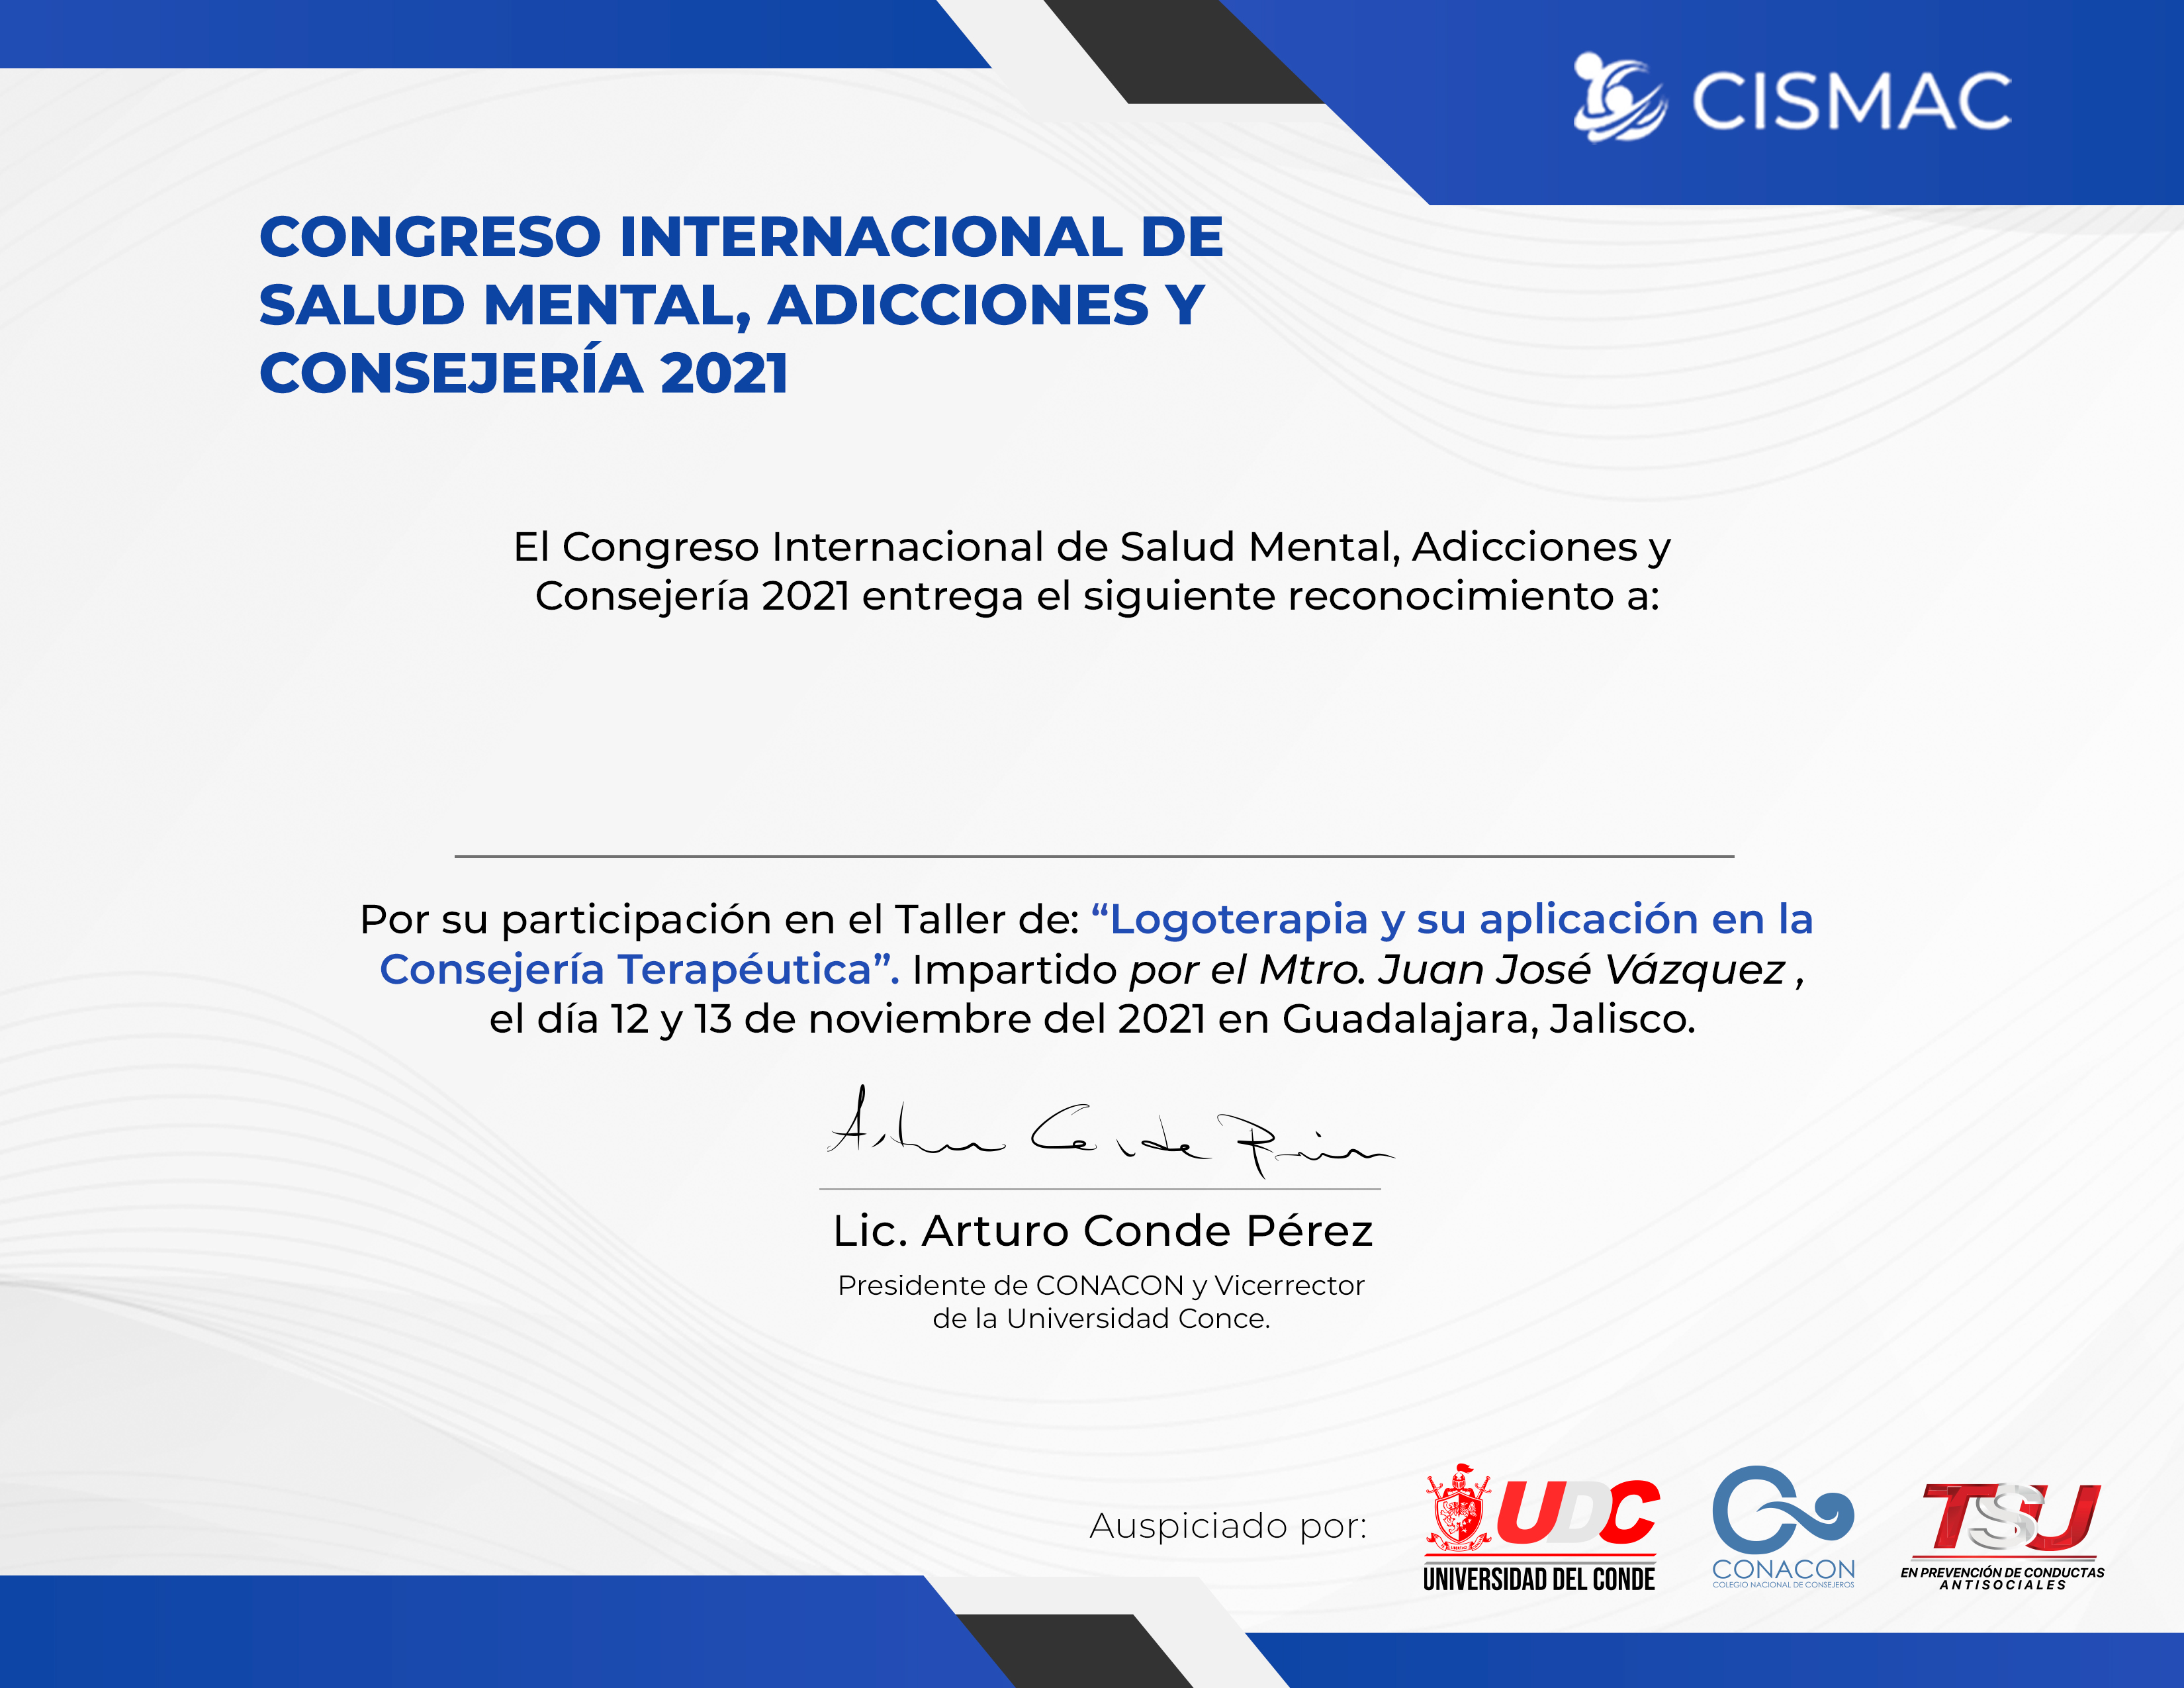 CISMAC
CONGRESO INTERNACIONAL DE
SALUD MENTAL, ADICCIONES Y
CONSEJERÍA 2021
El Congreso Internacional de Salud Mental, Adicciones y
Consejería 2021 entrega el siguiente reconocimiento a:
Por su participación en el Taller de: “Logoterapia y su aplicación en la
Consejería Terapéutica”. Impartido por el Mtro. Juan José Vázquez ,
el día 12 y 13 de noviembre del 2021 en Guadalajara, Jalisco.
Lic. Arturo Conde Pérez
Presidente de CONACON y Vicerrector
de la Universidad Conce.
Auspiciado por:
UDC
UNIVERSIDAD DEL CONDE
CONACON
COLEGIO NACIONAL DE CONSEJEROS
TSU
EN PREVENCIÓN DE CONDUCTAS
ANTISOCIALES